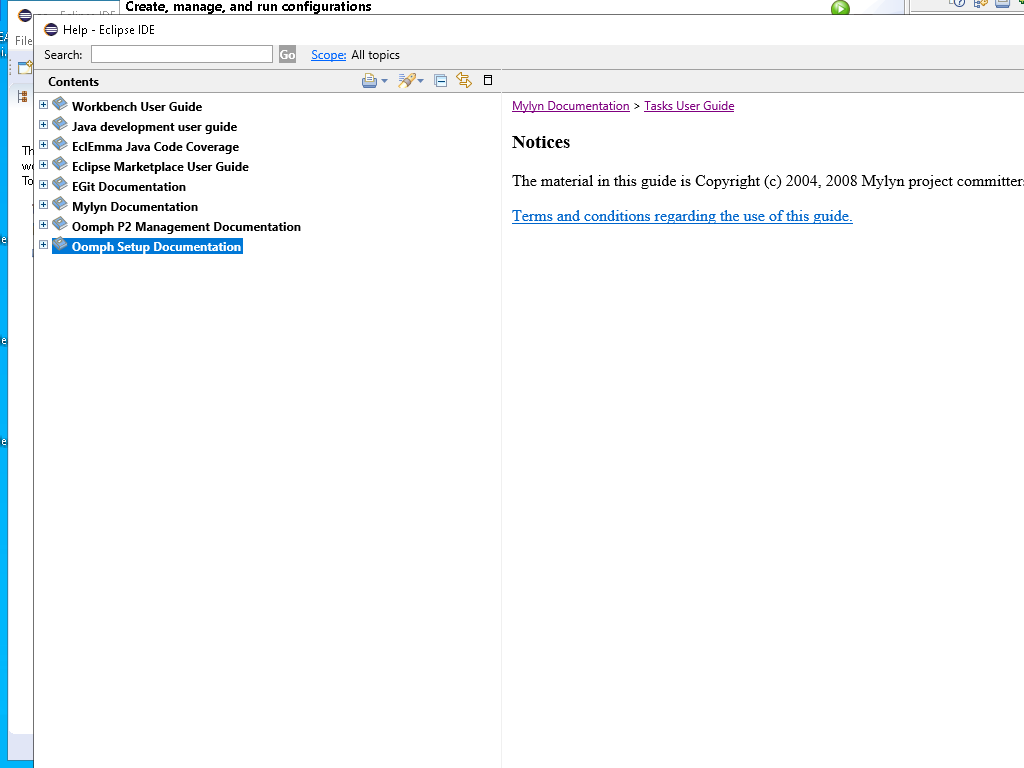 Create, manage, and run configurations
Help - Eclipse IDE
File
Search:
Go
Scope:
All topics
Contents
Workbench User Guide
Java development user guide
EclEmma Java Code Coverage
Eclipse Marketplace User Guide
EGit Documentation
Mylyn Documentation
Oomph P2 Management Documentation
Oomph Setup Documentation
Mylyn Documentation > Tasks User Guide
Notices
The material in this guide is Copyright (c) 2004, 2008 Mylyn project committers
Terms and conditions regarding the use of this guide.